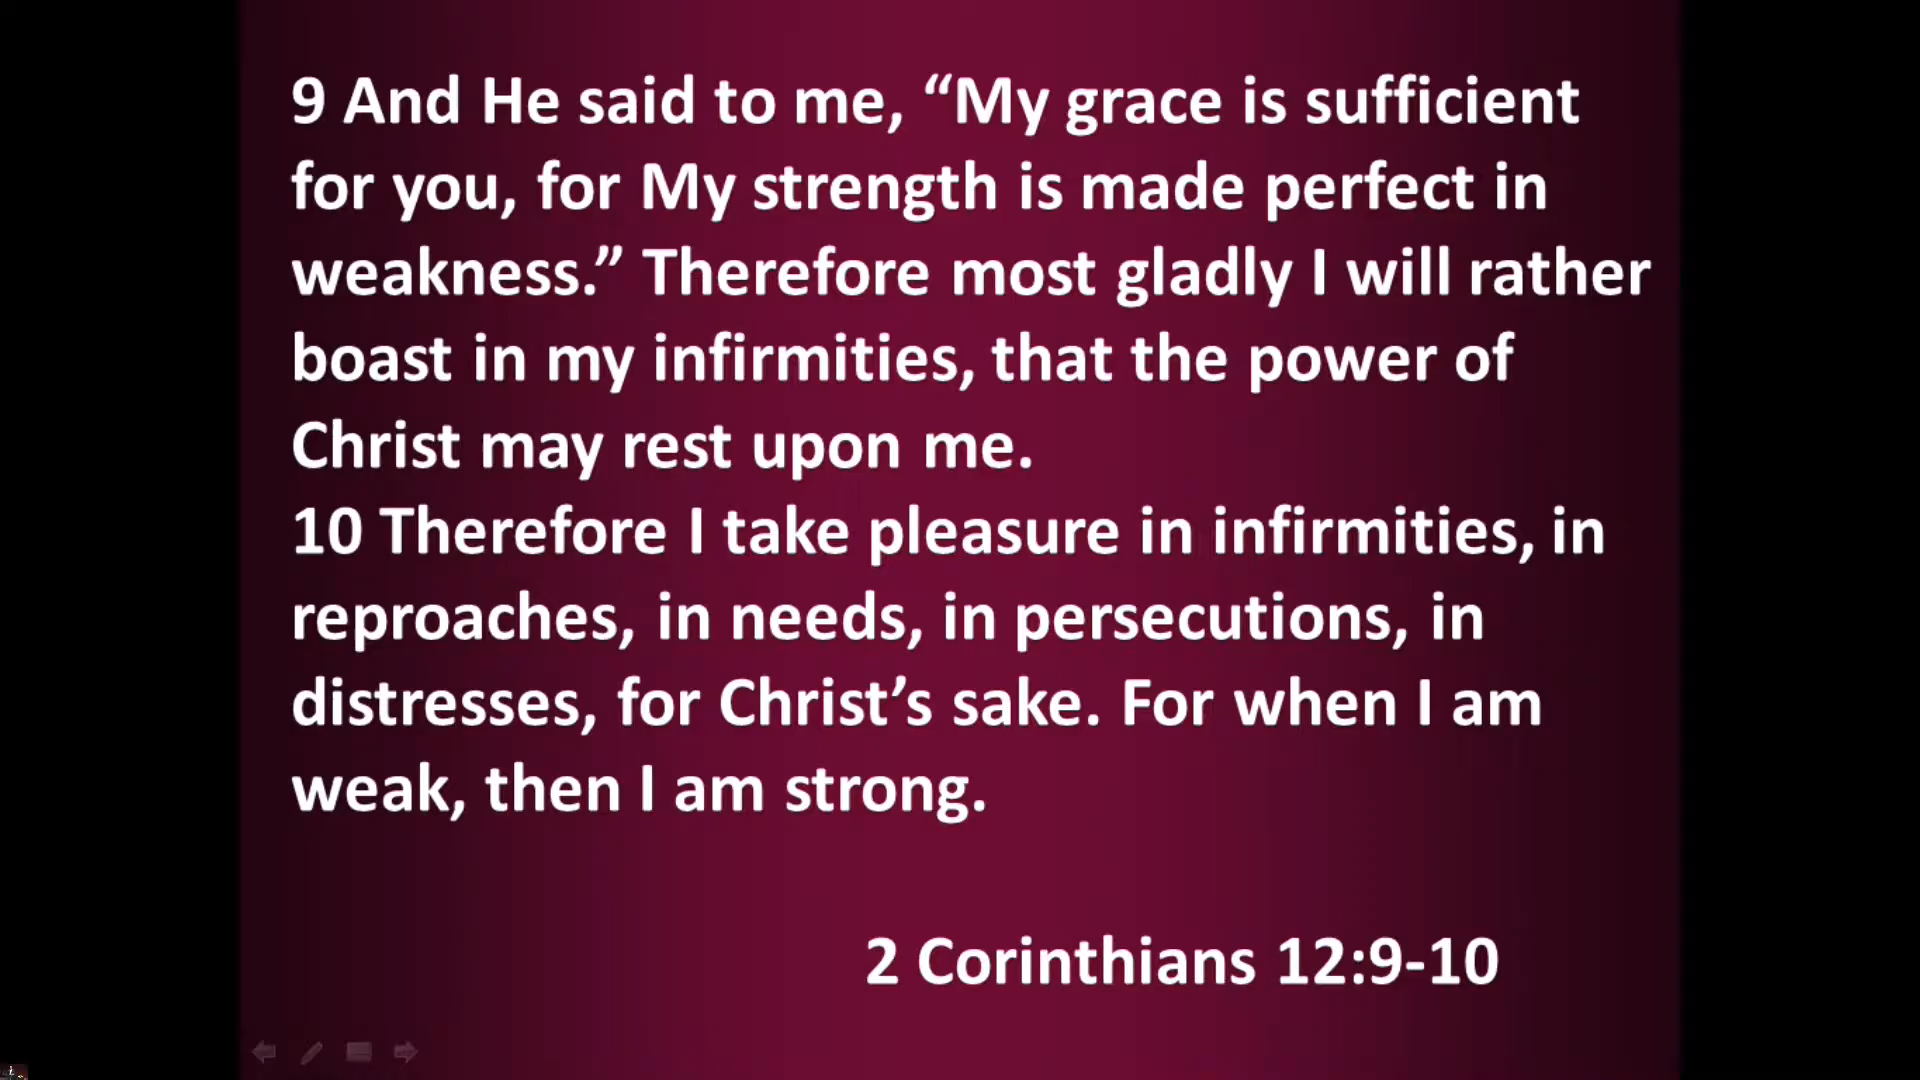 9 And He said to me, “My grace is sufficient
for you, for My strength is made perfect in
weakness.” Therefore most gladly I will rather
boast in my infirmities, that the power of
Christ may rest upon me.
10 Therefore I take pleasure in infirmities, in
reproaches, in needs, in persecutions, in
distresses, for Christ’s sake. For when I am
weak, then I am strong.
2 Corinthians 12:9-10